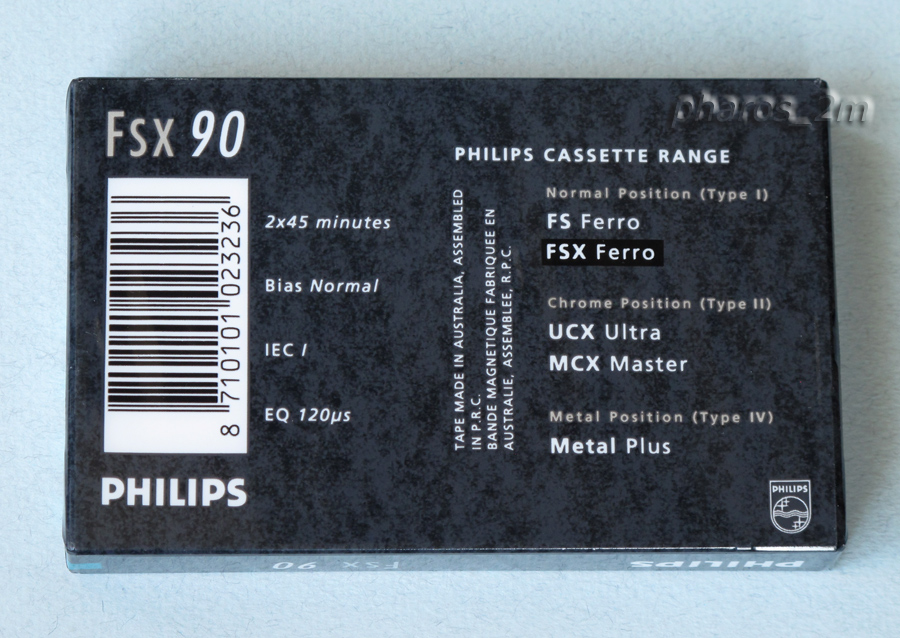 pharos_2m
FSX 90
8 710101 023236
2x45 minutes
Bias Normal
IEC I
EQ 120µs
PHILIPS
TAPE MADE IN AUSTRALIA, ASSEMBLED
IN P.R.C.
BANDE MAGNETIQUE FABRIQUEE EN
AUSTRALIE, ASSEMBLEE, R.P.C.
PHILIPS CASSETTE RANGE
Normal Position (Type I)
FS Ferro
FSX Ferro
Chrome Position (Type II)
UCX Ultra
MCX Master
Metal Position (Type IV)
Metal Plus
PHILIPS
FSX 90
PHILIPS